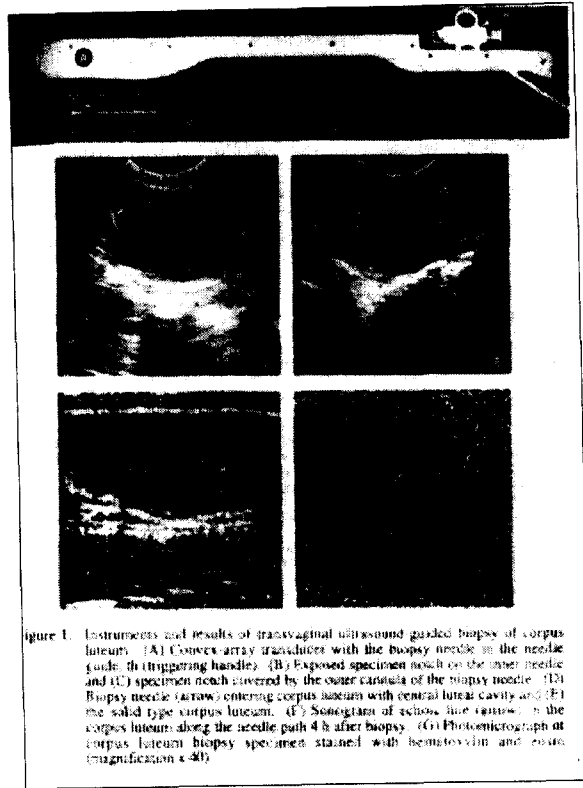 igure 1. Instruments and results of transvaginal ultrasound guided biopsy of corpus
luteum. (A) Convex-array transducer with the biopsy needle in the needle
guide, th (triggering handle). (B) Exposed specimen notch on the inner needle
and (C) specimen notch covered by the outer cannula of the biopsy needle. (D)
Biopsy needle (arrow) entering corpus luteum with central luteal cavity and (E)
the solid type corpus luteum. (F) Sonogram of echoic line (arrow) in the
corpus luteum along the needle path 4 h after biopsy. (G) Photomicrograph of
corpus luteum biopsy specimen stained with hematoxylin and eosin
(magnification x 40).